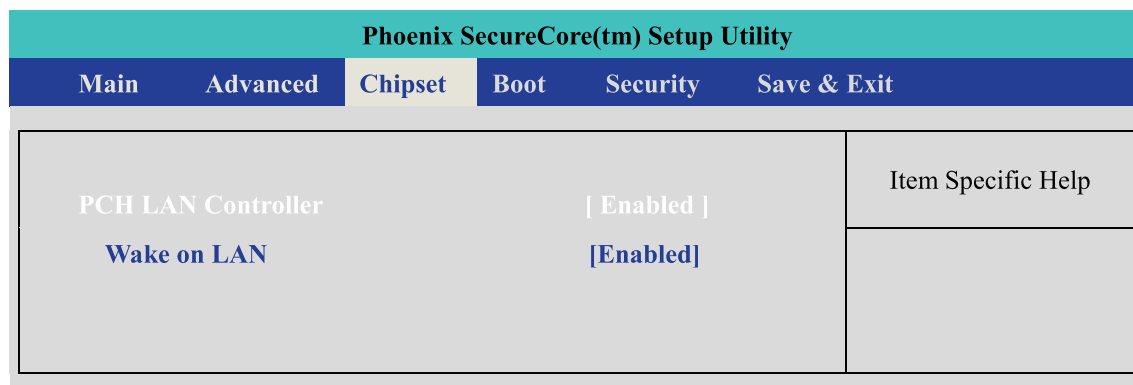 Phoenix SecureCore(tm) Setup Utility
Main Advanced Chipset Boot Security Save & Exit
Item Specific Help
PCH LAN Controller [ Enabled ]
Wake on LAN [Enabled]